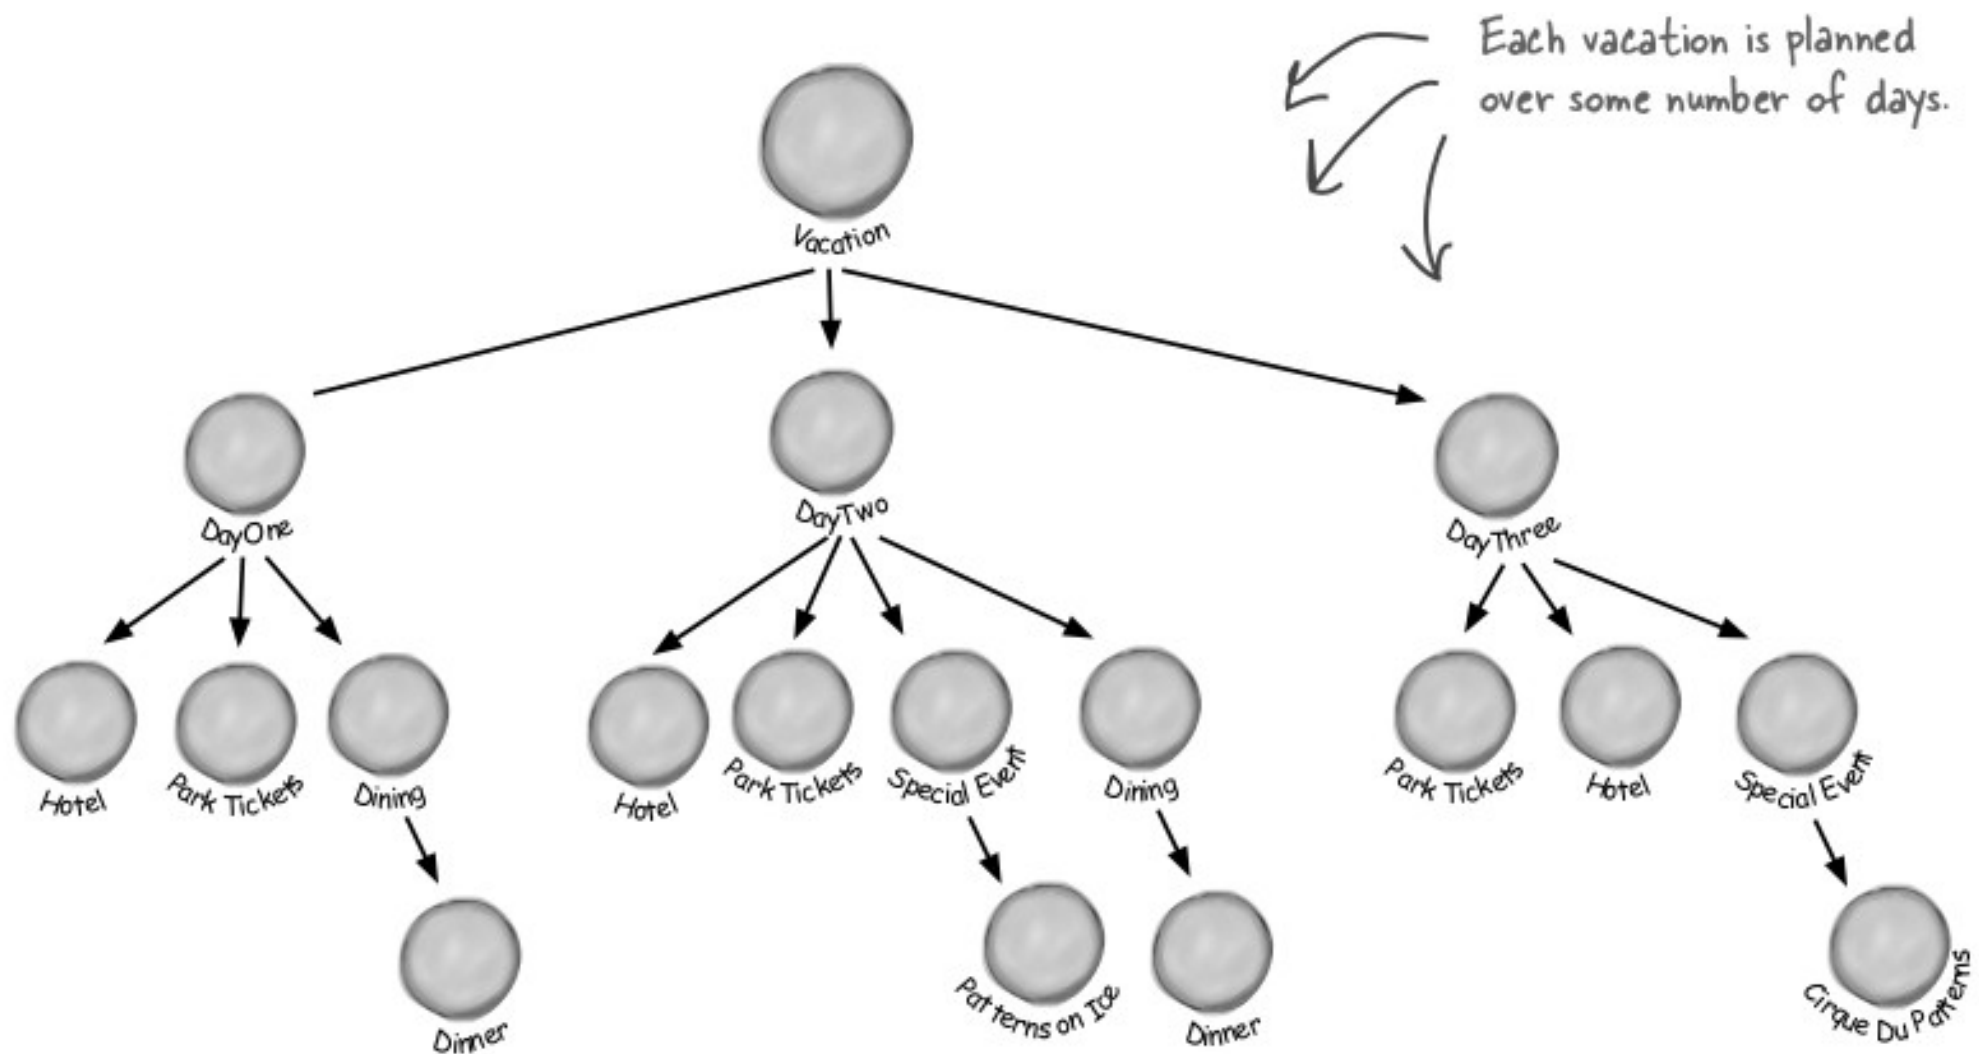 Each vacation is planned
over some number of days.
Vacation
DayOne
DayTwo
DayThree
Hotel
Park Tickets
Dining
Hotel
Park Tickets
Special Event
Dining
Park Tickets
Hotel
Special Event
Dinner
Patterns on Ice
Dinner
Cirque Du Patterns